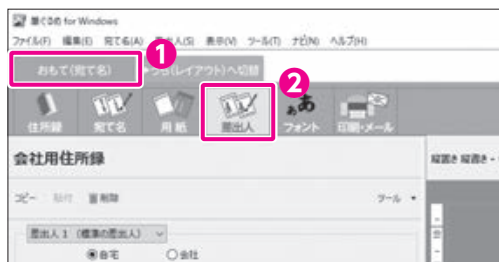 筆ぐるめ for Windows
ファイル(F) 編集(E) 宛て名(A) 差出人(S) 表示(V) ツール(T) ナビ(N) ヘルプ(H)
1
おもて(宛て名) うら(レイアウト)へ切替
2
住所録 宛て名 用紙 差出人 フォント 印刷・メール
会社用住所録 縦置き 縦書き
コピー 貼付 削除 ツール
差出人1 (標準の差出人)
自宅 会社